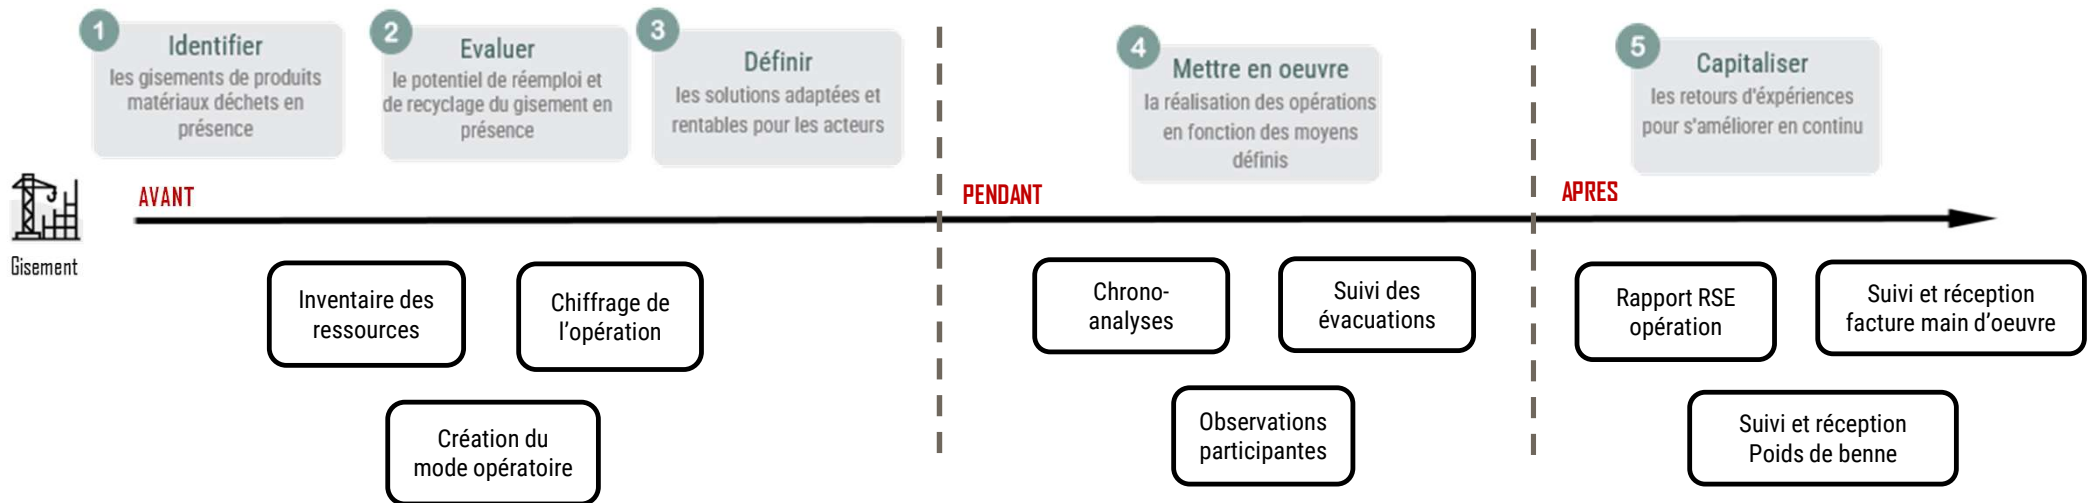 1
Identifier
les gisements de produits
matériaux déchets en
présence
2
Evaluer
le potentiel de réemploi et
de recyclage du gisement en
présence
3
Définir
les solutions adaptées et
rentables pour les acteurs
4
Mettre en oeuvre
la réalisation des opérations
en fonction des moyens
définis
5
Capitaliser
les retours d'éxpériences
pour s'améliorer en continu
Gisement
AVANT
PENDANT
APRES
Inventaire des
ressources
Chiffrage de
l’opération
Création du
mode opératoire
Chrono-
analyses
Suivi des
évacuations
Observations
participantes
Rapport RSE
opération
Suivi et réception
facture main d’oeuvre
Suivi et réception
Poids de benne